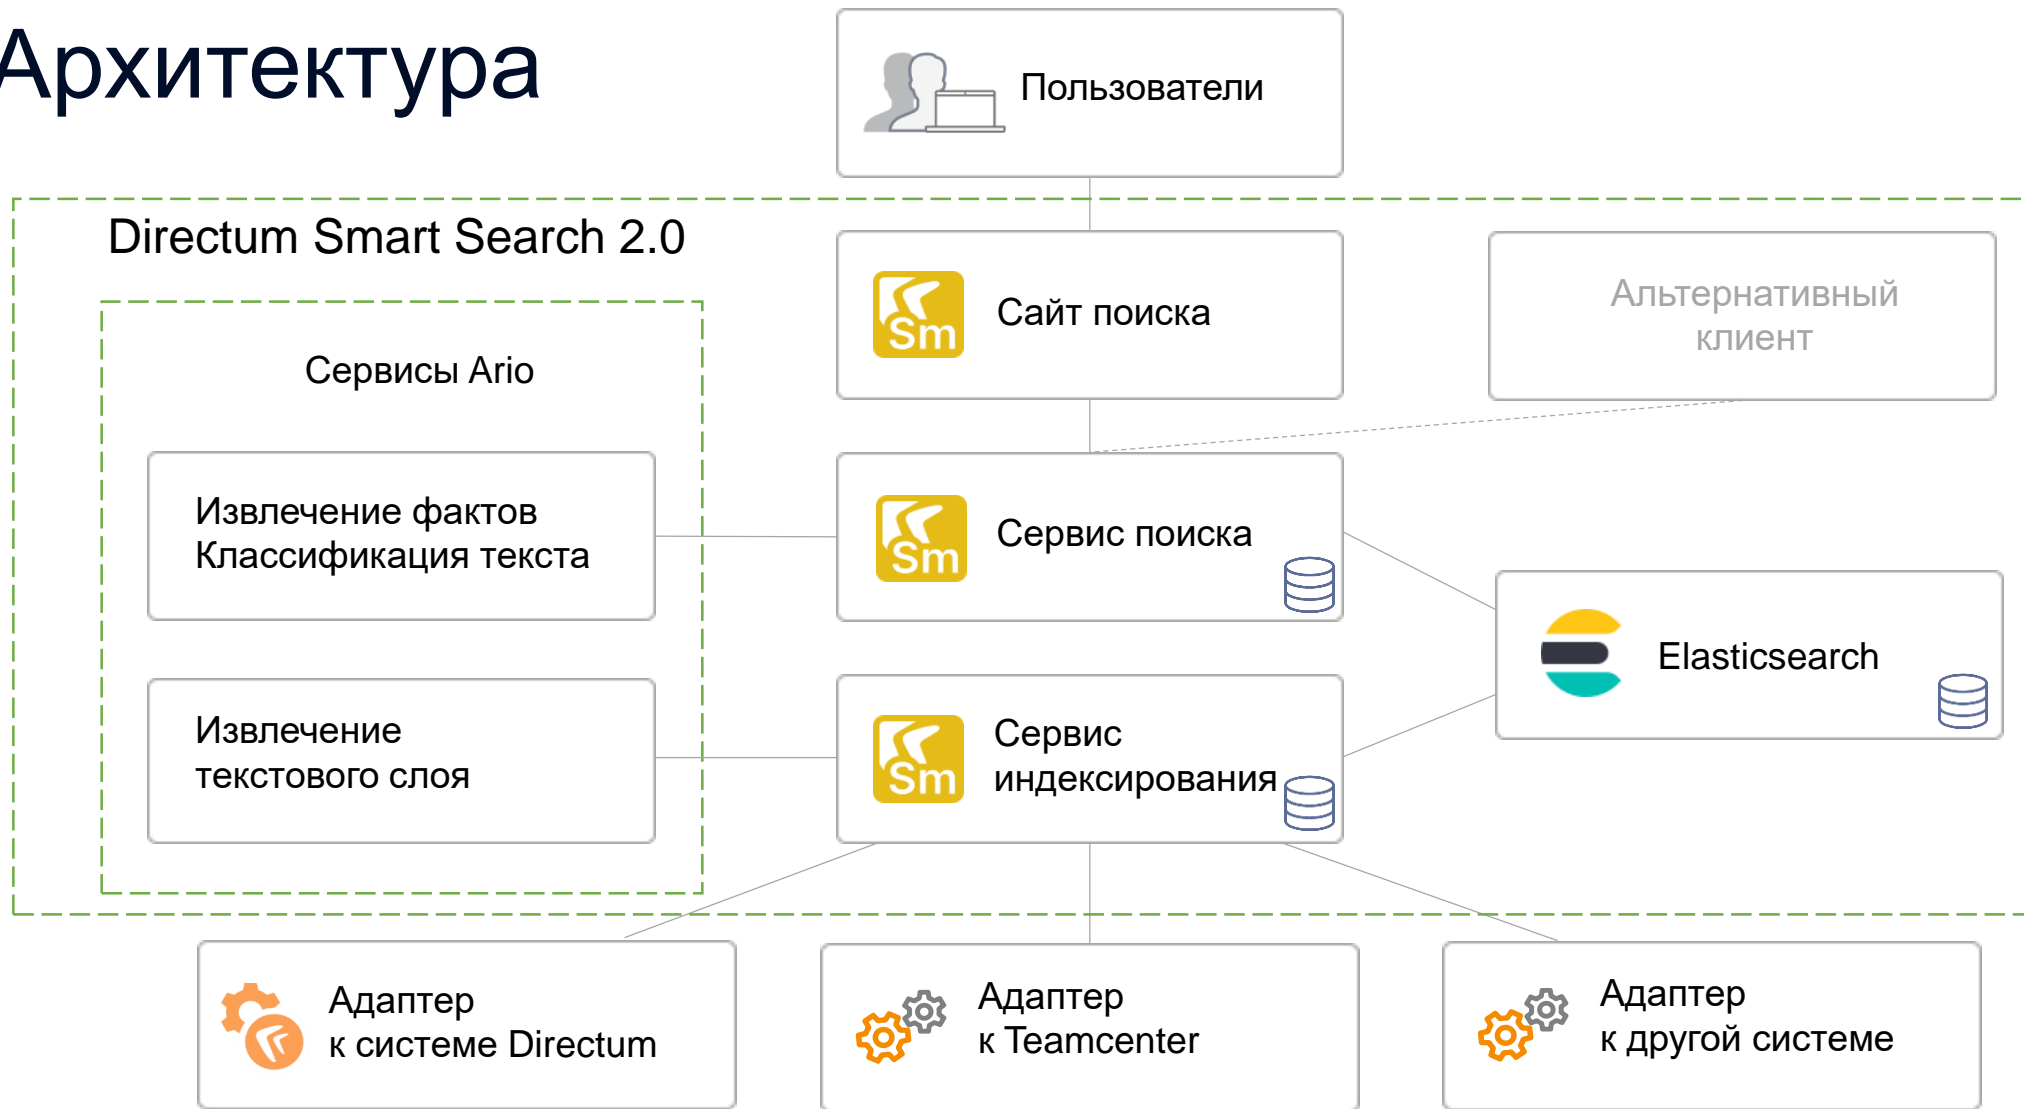 Архитектура
Пользователи
Directum Smart Search 2.0
Sm
Сайт поиска
Альтернативный
клиент
Сервисы Ario
Извлечение фактов
Классификация текста
Sm
Сервис поиска
Elasticsearch
Извлечение
текстового слоя
Sm
Сервис
индексирования
Адаптер
к системе Directum
Адаптер
к Teamcenter
Адаптер
к другой системе